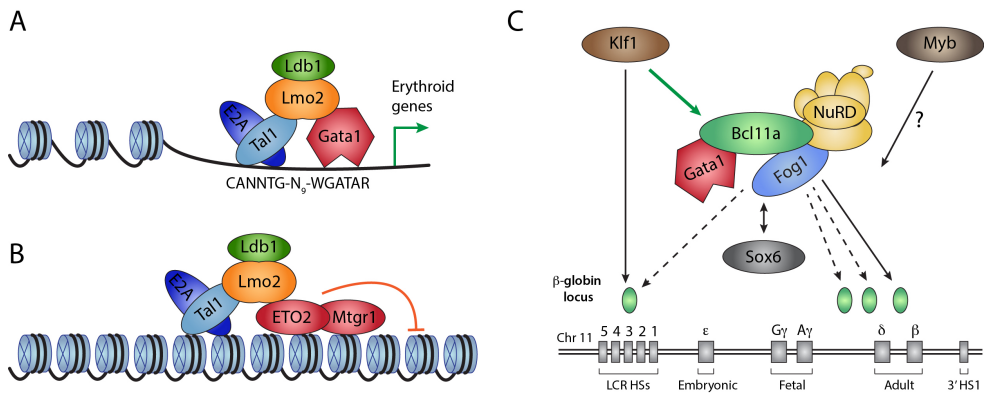 A
Ldb1
Lmo2
E2A
Tal1
Gata1
Erythroid
genes
CANNTG-N9-WGATAR
B
Ldb1
Lmo2
E2A
Tal1
ETO2
Mtgr1
C
Klf1
Myb
NuRD
Bcl11a
?
Gata1
Fog1
Sox6
β-globin
locus
Chr 11
5 4 3 2 1
ε
Gγ Aγ
δ β
LCR HSs
Embryonic
Fetal
Adult
3′ HS1